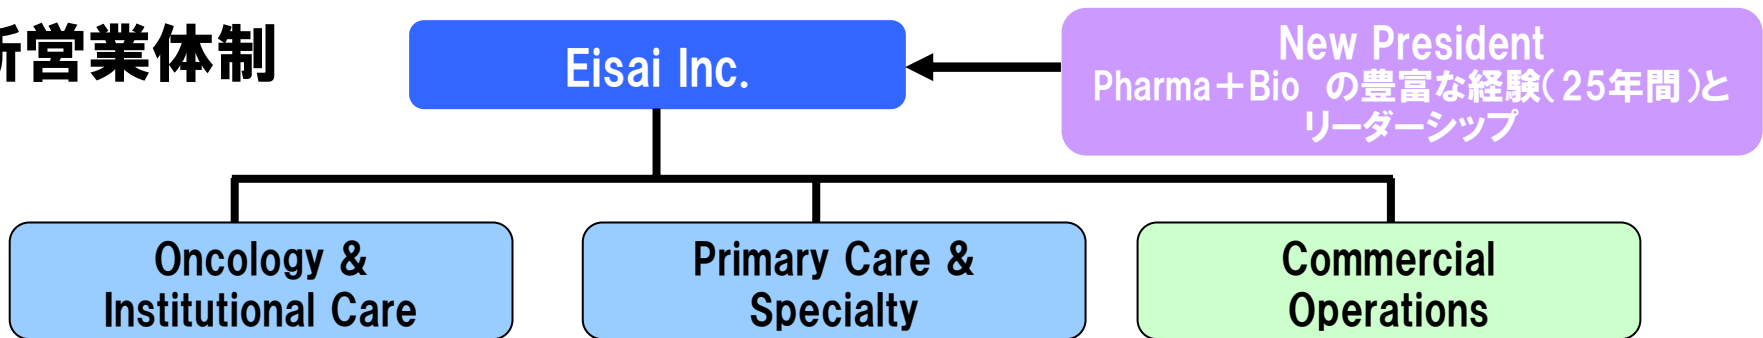 新営業体制
Eisai Inc.
New President
Pharma+Bio の豊富な経験(25年間)と
リーダーシップ
Oncology &
Institutional Care
Primary Care &
Specialty
Commercial
Operations